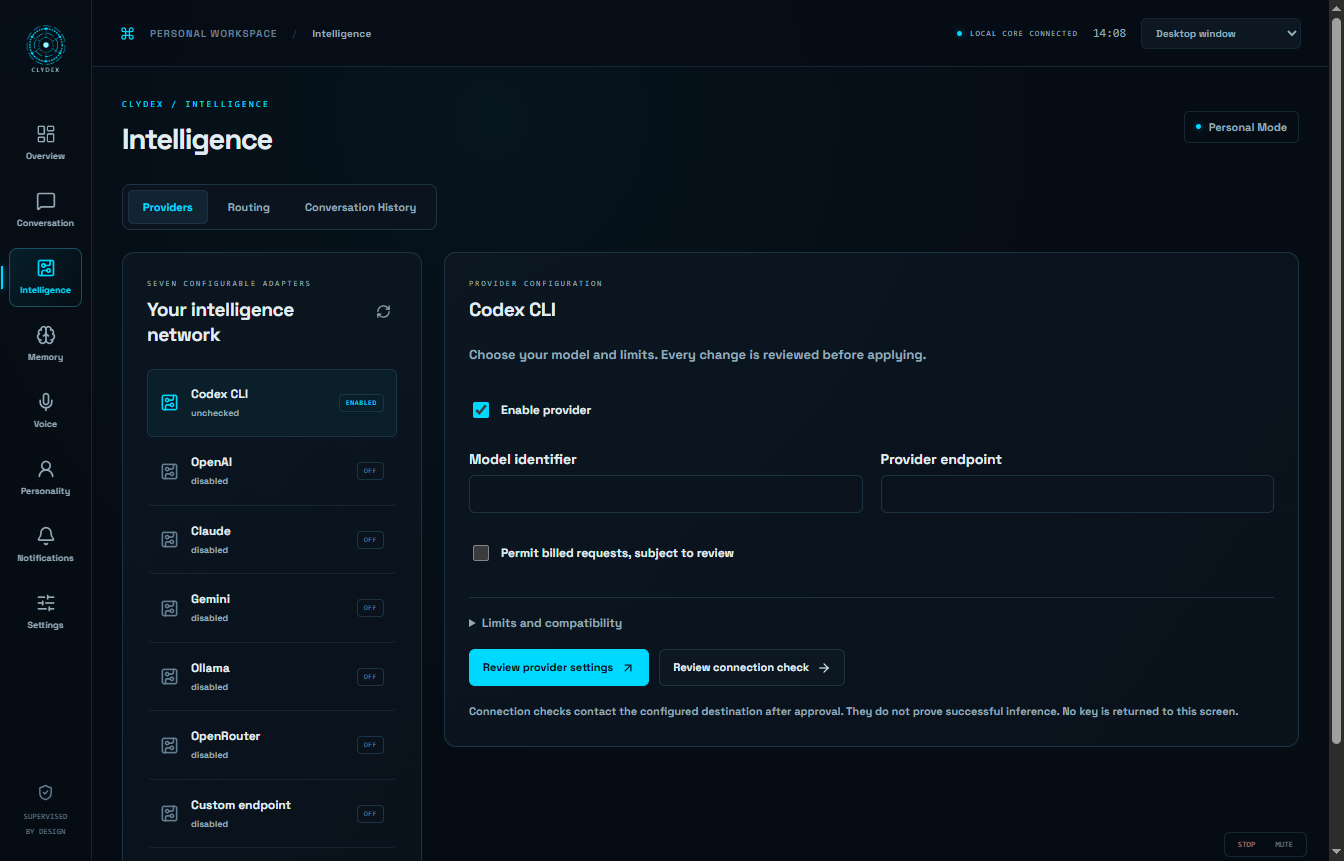 CLYDEX
PERSONAL WORKSPACE / Intelligence
LOCAL CORE CONNECTED
14:08
Desktop window
Overview
Conversation
Intelligence
Memory
Voice
Personality
Notifications
Settings
SUPERVISED
BY DESIGN
CLYDEX / INTELLIGENCE
Intelligence
Personal Mode
Providers
Routing
Conversation History
SEVEN CONFIGURABLE ADAPTERS
Your intelligence
network
Codex CLI
unchecked
ENABLED
OpenAI
disabled
OFF
Claude
disabled
OFF
Gemini
disabled
OFF
Ollama
disabled
OFF
OpenRouter
disabled
OFF
Custom endpoint
disabled
OFF
PROVIDER CONFIGURATION
Codex CLI
Choose your model and limits. Every change is reviewed before applying.
Enable provider
Model identifier
Provider endpoint
Permit billed requests, subject to review
Limits and compatibility
Review provider settings
Review connection check
Connection checks contact the configured destination after approval. They do not prove successful inference. No key is returned to this screen.
STOP
MUTE